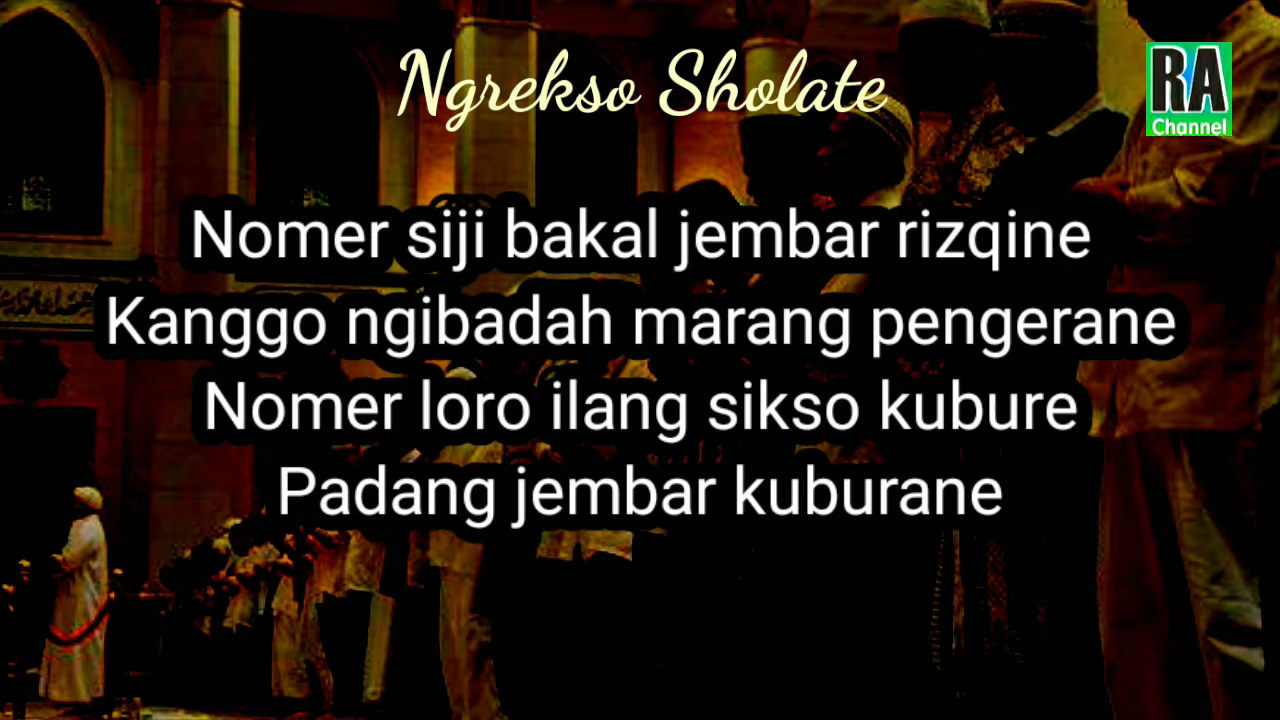 Ngrekso Sholate
RA
Channel
Nomer siji bakal jembar rizqine
Kanggo ngibadah marang pengerane
Nomer loro ilang sikso kubure
Padang jembar kuburane